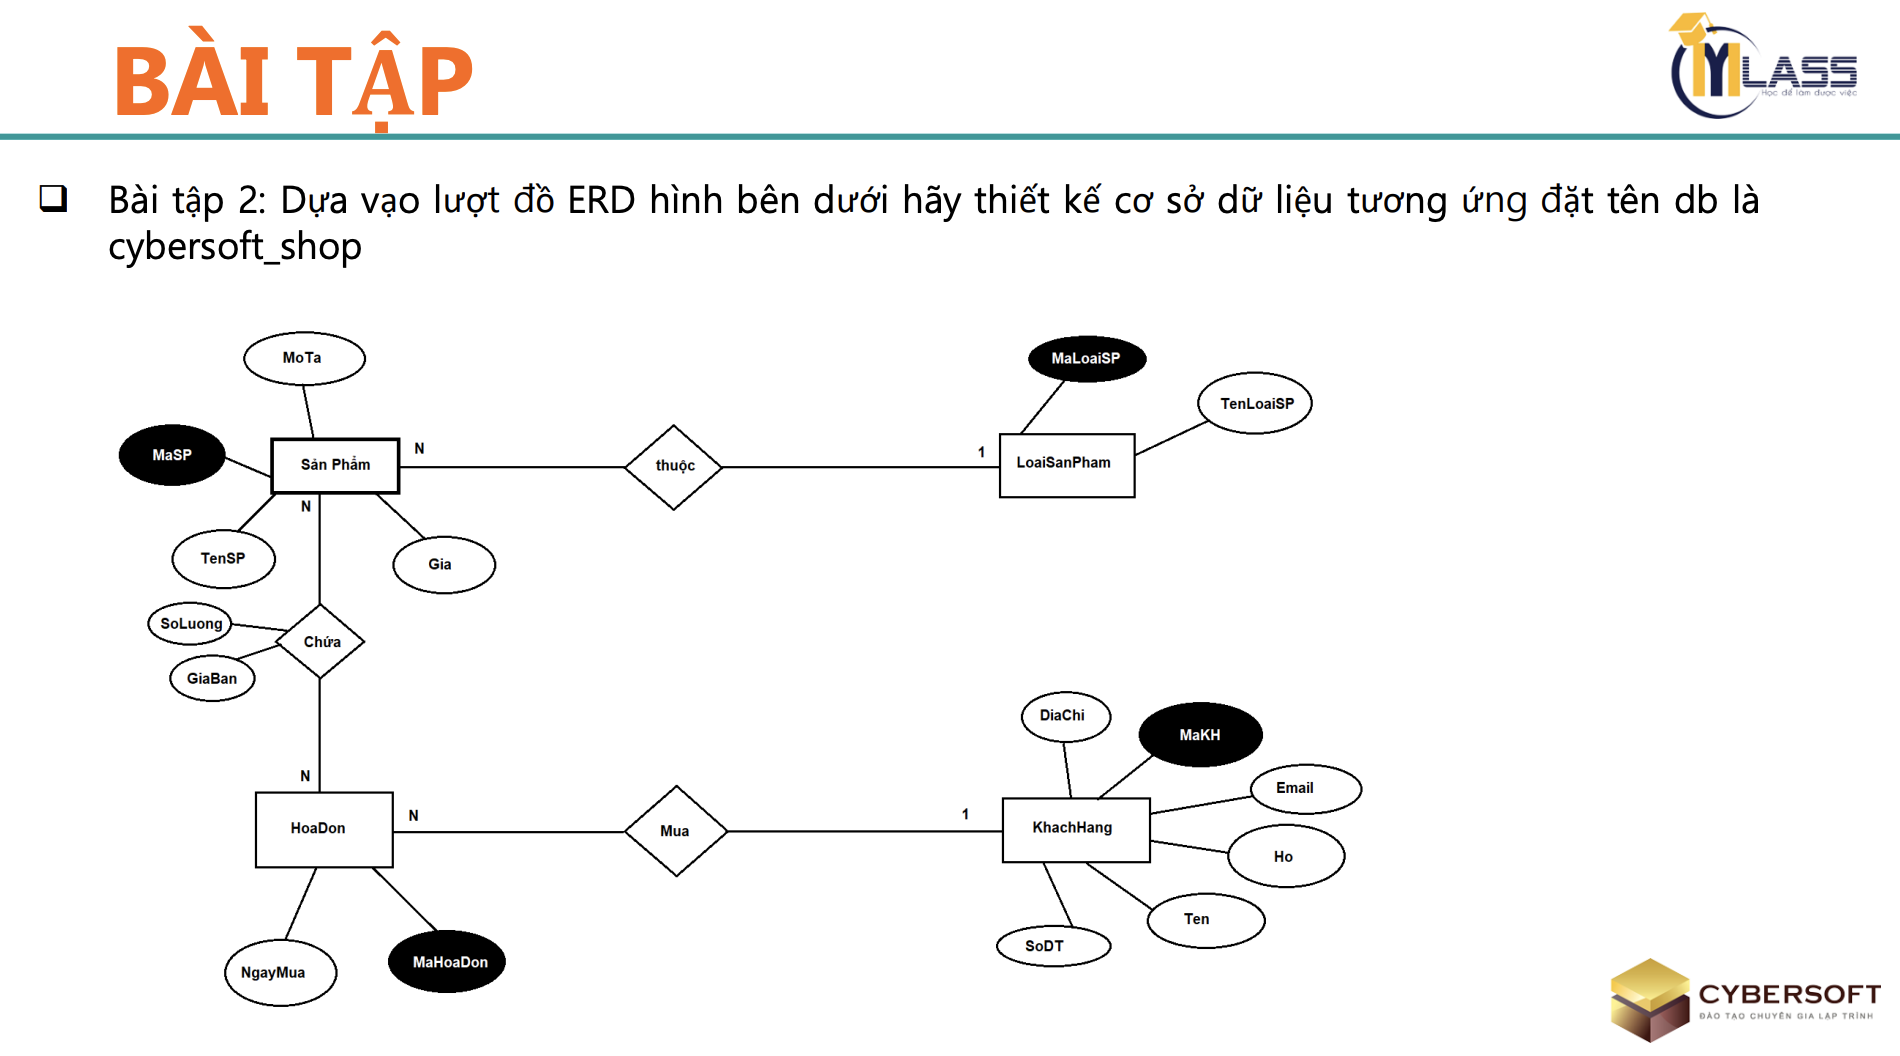 BÀI TẬP
MYCLASS
Học để làm được việc
Bài tập 2: Dựa vạo lượt đồ ERD hình bên dưới hãy thiết kế cơ sở dữ liệu tương ứng đặt tên db là
cybersoft_shop
MoTa
MaLoaiSP
TenLoaiSP
MaSP
Sản Phẩm
N
thuộc
1
LoaiSanPham
N
TenSP
Gia
SoLuong
Chứa
GiaBan
DiaChi
MaKH
N
Email
HoaDon
N
Mua
1
KhachHang
Ho
Ten
SoDT
NgayMua
MaHoaDon
CYBERSOFT
ĐÀO TẠO CHUYÊN GIA LẬP TRÌNH